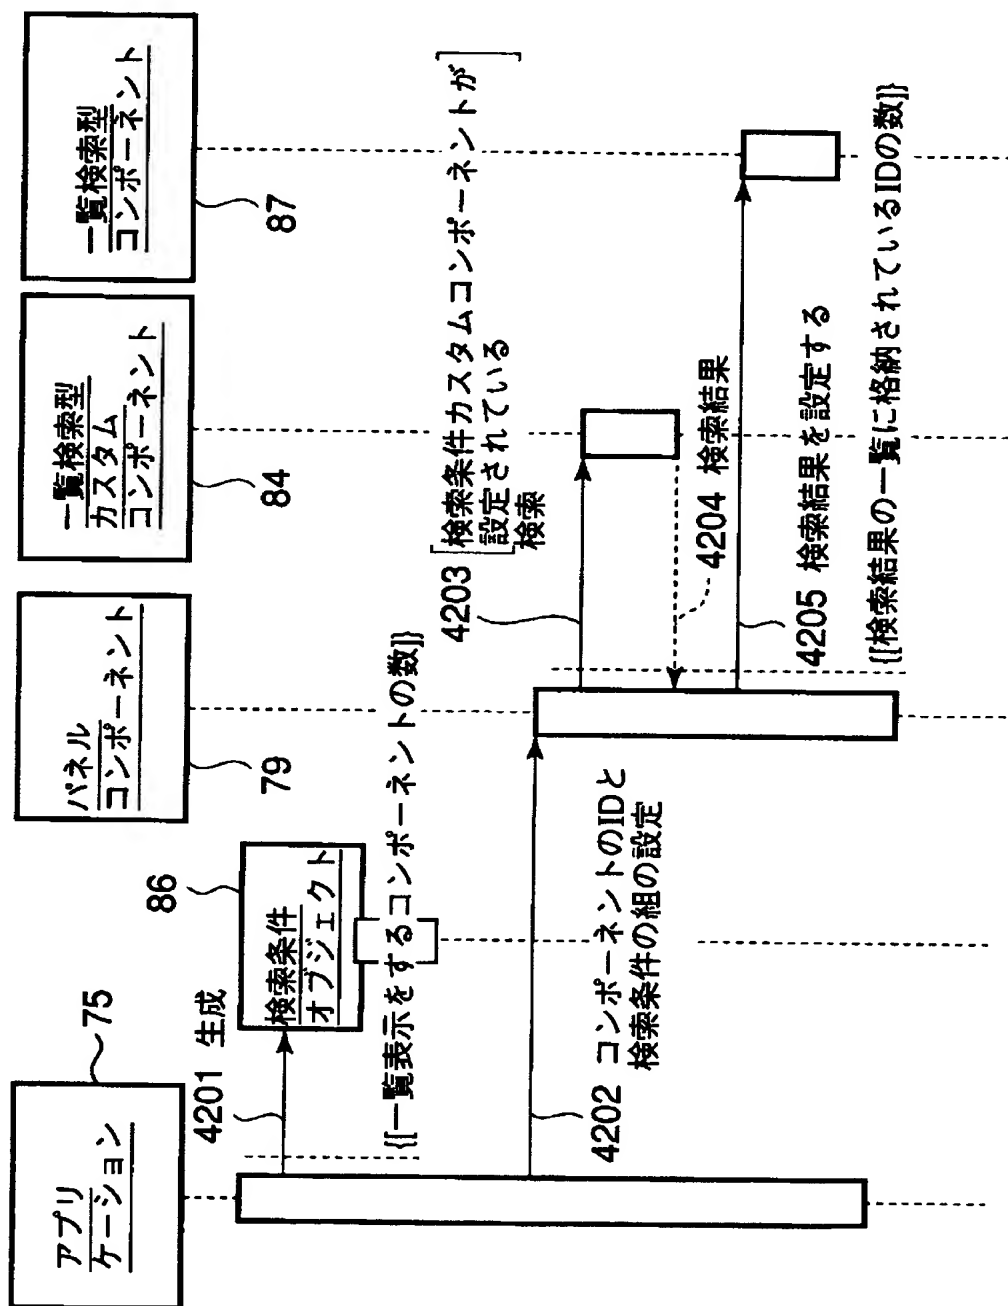 アプリ
ケーション
75
4201 生成
検索条件
オブジェクト
86
{[一覧表示をするコンポーネントの数]}
4202 コンポーネントのIDと
検索条件の組の設定
パネル
コンポーネント
79
一覧検索型
カスタム
コンポーネント
84
一覧検索型
コンポーネント
87
4203 [検索条件カスタムコンポーネントが
設定されている]
検索
4204 検索結果
4205 検索結果を設定する
{[検索結果の一覧に格納されているIDの数]}